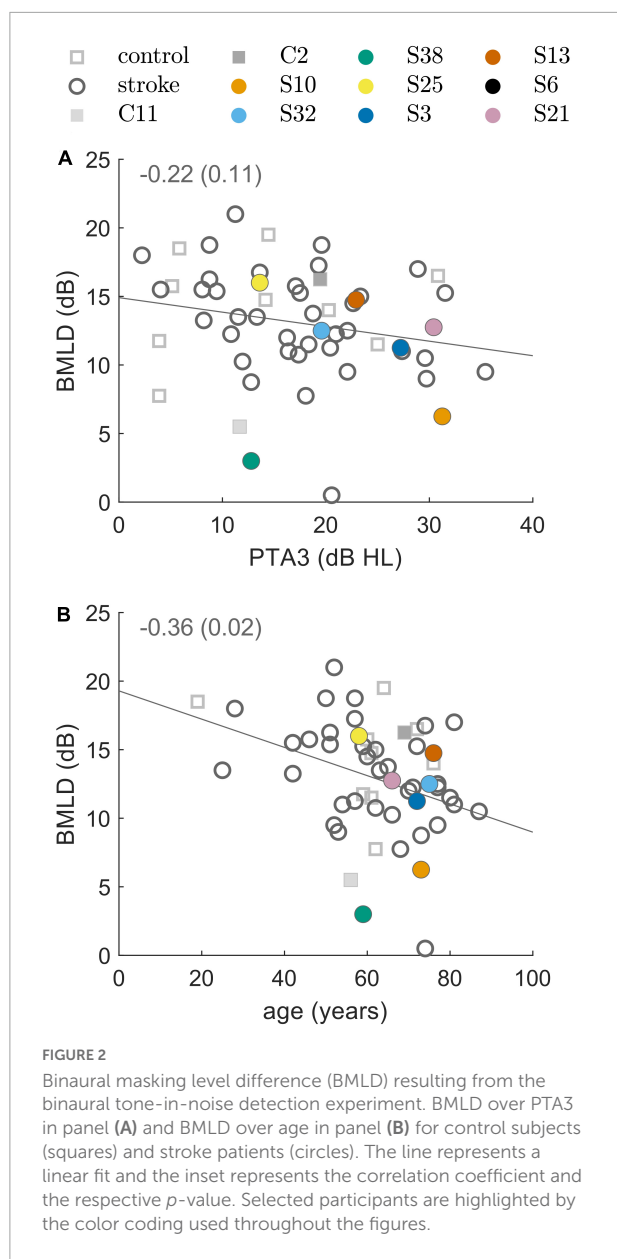 control C2 S38 S13
stroke S10 S25 S6
C11 S32 S3 S21
A
25
-0.22 (0.11)
20
15
10
5
0
BMLD (dB)
0 10 20 30 40
PTA3 (dB HL)
B
25
-0.36 (0.02)
20
15
10
5
0
BMLD (dB)
0 20 40 60 80 100
age (years)
FIGURE 2
Binaural masking level difference (BMLD) resulting from the
binaural tone-in-noise detection experiment. BMLD over PTA3
in panel (A) and BMLD over age in panel (B) for control subjects
(squares) and stroke patients (circles). The line represents a
linear fit and the inset represents the correlation coefficient and
the respective p-value. Selected participants are highlighted by
the color coding used throughout the figures.